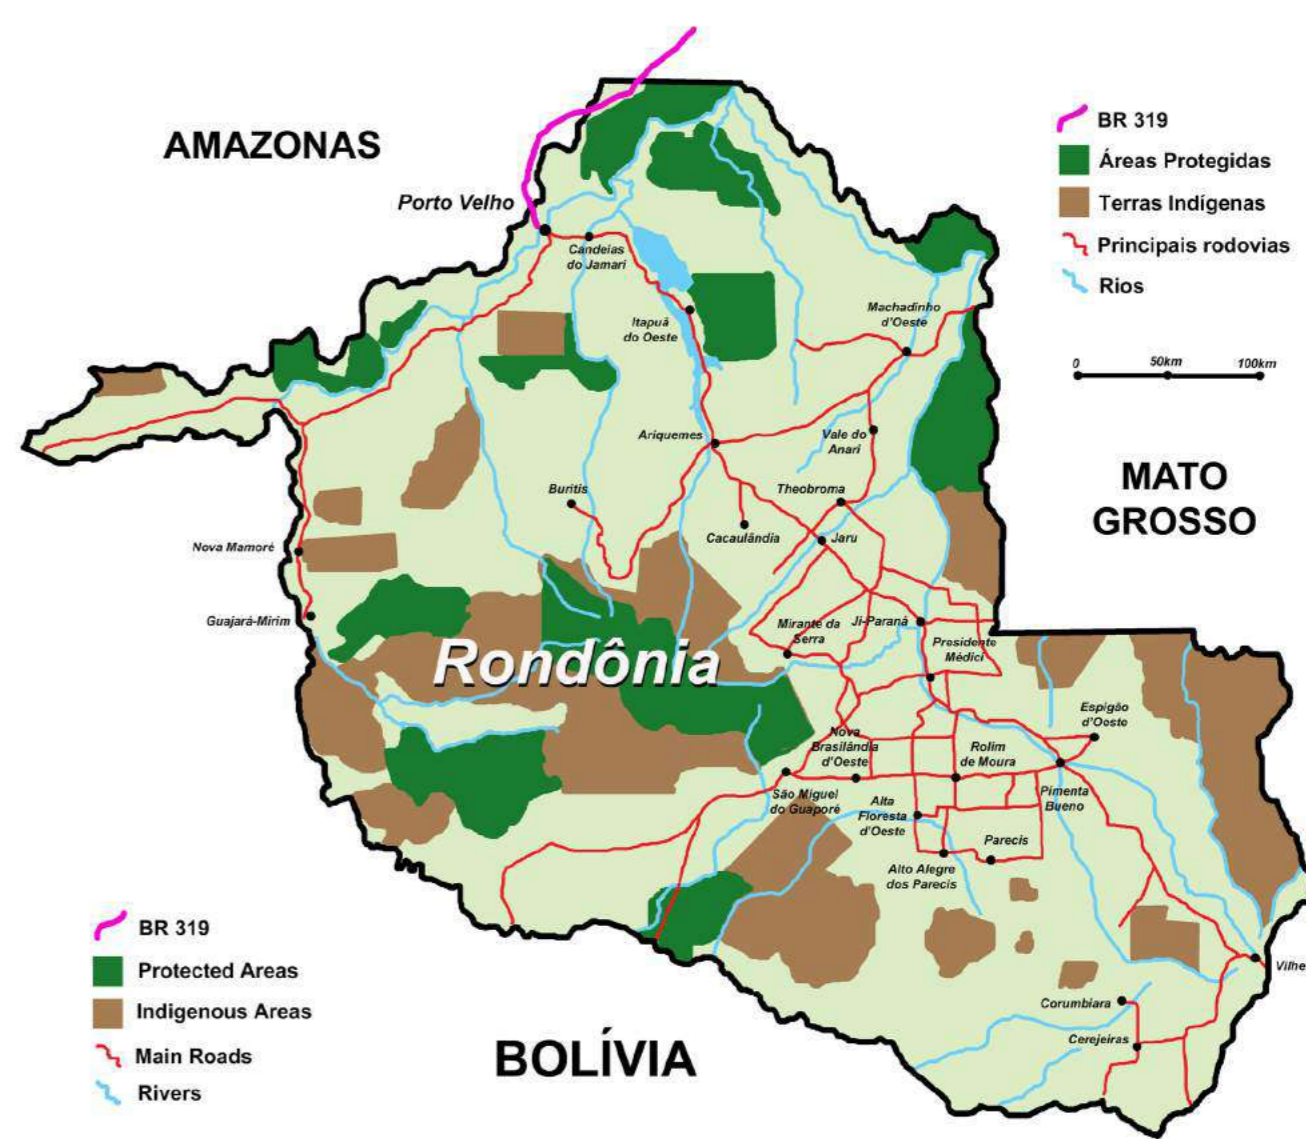 AMAZONAS
BR 319
Áreas Protegidas
Terras Indígenas
Principais rodovias
Rios
0 50km 100km
MATO
GROSSO
Porto Velho
Candeias
do Jamari
Itapuã
do Oeste
Machadinho
d'Oeste
Ariquemes
Vale do
Anari
Buritis
Theobroma
Cacaulândia
Jaru
Nova Mamoré
Guajará-Mirim
Mirante da
Serra
Ji-Paraná
Presidente
Médici
Rondônia
Espigão
d'Oeste
Nova
Brasilândia
d'Oeste
Rolim
de Moura
São Miguel
do Guaporé
Alta
Floresta
d'Oeste
Pimenta
Bueno
Parecis
Alto Alegre
dos Parecis
Vilhe
Corumbiara
Cerejeiras
BOLÍVIA
BR 319
Protected Areas
Indigenous Areas
Main Roads
Rivers